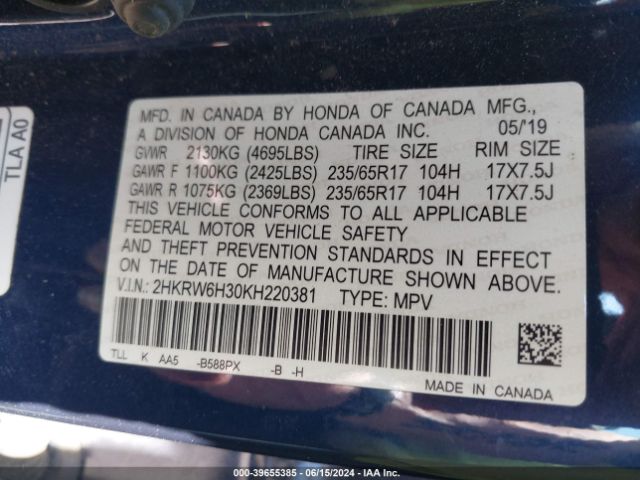 TLA A0
MFD. IN CANADA BY HONDA OF CANADA MFG.,
A DIVISION OF HONDA CANADA INC. 05/'19
GVWR 2130KG (4695LBS) TIRE SIZE RIM SIZE
GAWR F 1100KG (2425LBS) 235/65R17 104H 17X7.5J
GAWR R 1075KG (2369LBS) 235/65R17 104H 17X7.5J
THIS VEHICLE CONFORMS TO ALL APPLICABLE
FEDERAL MOTOR VEHICLE SAFETY
AND THEFT PREVENTION STANDARDS IN EFFECT
ON THE DATE OF MANUFACTURE SHOWN ABOVE.
V.I.N.: 2HKRW6H30KH220381 TYPE: MPV
TLL K AA5 -B588PX -B -H
MADE IN CANADA
000-39655385 - 06/15/2024 - IAA Inc.